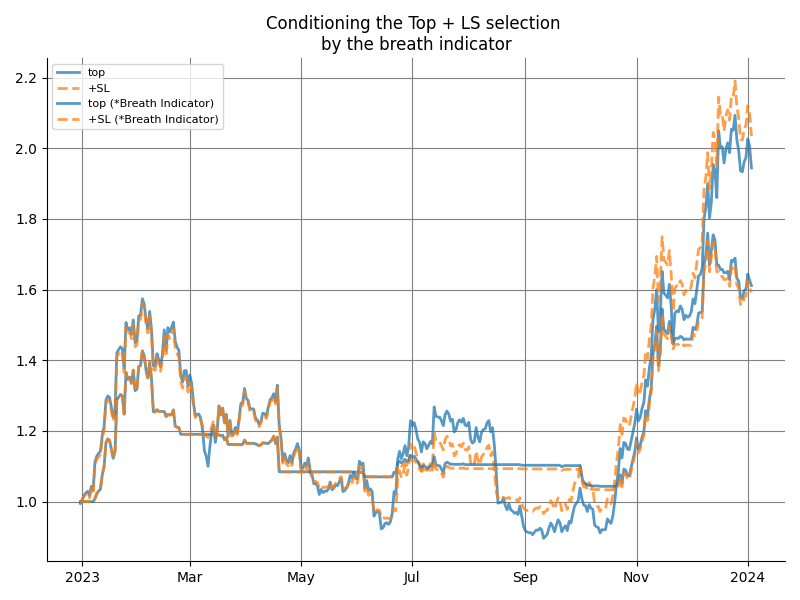 Conditioning the Top + LS selection
by the breath indicator
top
+SL
top (*Breath Indicator)
+SL (*Breath Indicator)
2.2
2.0
1.8
1.6
1.4
1.2
1.0
2023
Mar
May
Jul
Sep
Nov
2024